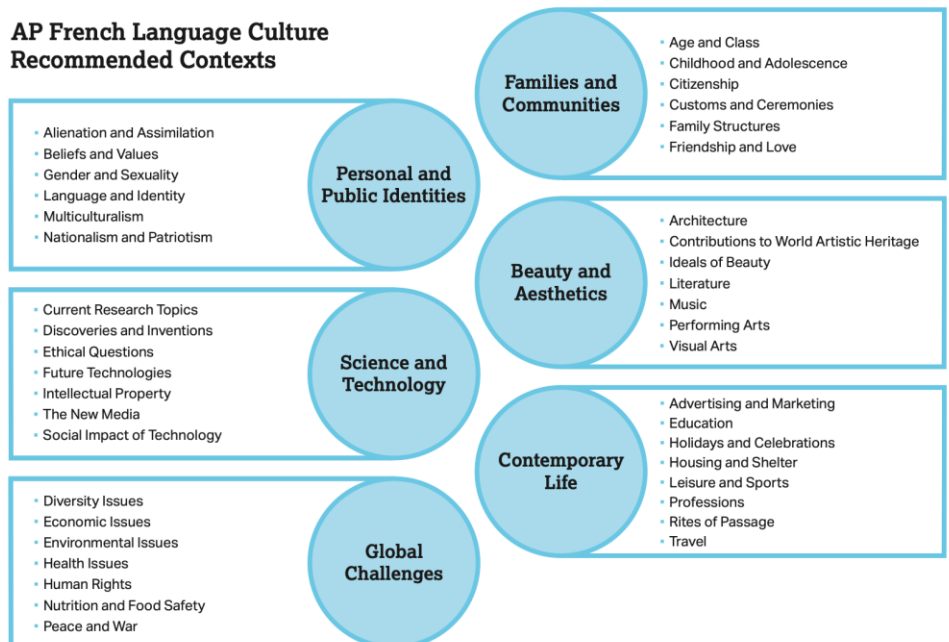 AP French Language Culture
Recommended Contexts
Families and
Communities
Age and Class
Childhood and Adolescence
Citizenship
Customs and Ceremonies
Family Structures
Friendship and Love
Alienation and Assimilation
Beliefs and Values
Gender and Sexuality
Language and Identity
Multiculturalism
Nationalism and Patriotism
Personal and
Public Identities
Beauty and
Aesthetics
Architecture
Contributions to World Artistic Heritage
Ideals of Beauty
Literature
Music
Performing Arts
Visual Arts
Current Research Topics
Discoveries and Inventions
Ethical Questions
Future Technologies
Intellectual Property
The New Media
Social Impact of Technology
Science and
Technology
Contemporary
Life
Advertising and Marketing
Education
Holidays and Celebrations
Housing and Shelter
Leisure and Sports
Professions
Rites of Passage
Travel
Diversity Issues
Economic Issues
Environmental Issues
Health Issues
Human Rights
Nutrition and Food Safety
Peace and War
Global
Challenges